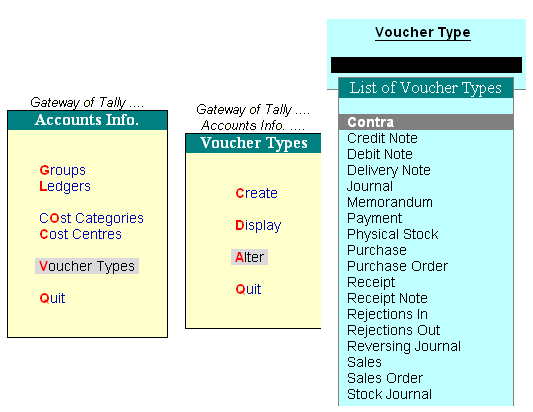 Gateway of Tally ....
Accounts Info.
Groups
Ledgers
COst Categories
Cost Centres
Voucher Types
Quit
Gateway of Tally ....
Accounts Info. ....
Voucher Types
Create
Display
Alter
Quit
Voucher Type
List of Voucher Types
Contra
Credit Note
Debit Note
Delivery Note
Journal
Memorandum
Payment
Physical Stock
Purchase
Purchase Order
Receipt
Receipt Note
Rejections In
Rejections Out
Reversing Journal
Sales
Sales Order
Stock Journal